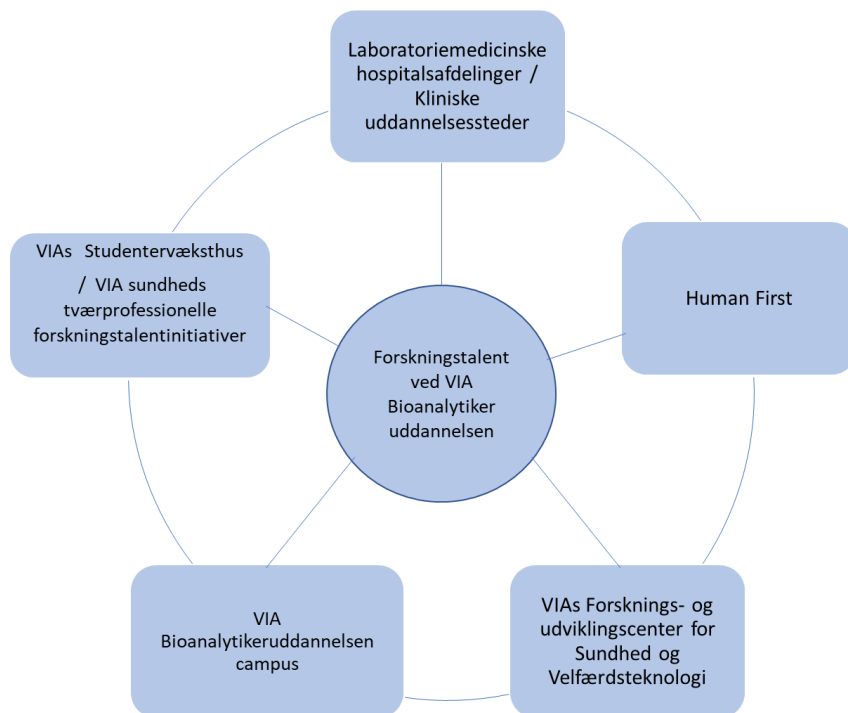 Laboratoriemedicinske
hospitalsafdelinger /
Kliniske
uddannelsessteder
VIAs Studentervæksthus
/ VIA sundheds
tværprofessionelle
forskningstalentinitiativer
Human First
Forskningstalent
ved VIA
Bioanalytiker
uddannelsen
VIA
Bioanalytikeruddannelsen
campus
VIAs Forsknings- og
udviklingscenter for
Sundhed og
Velfærdsteknologi